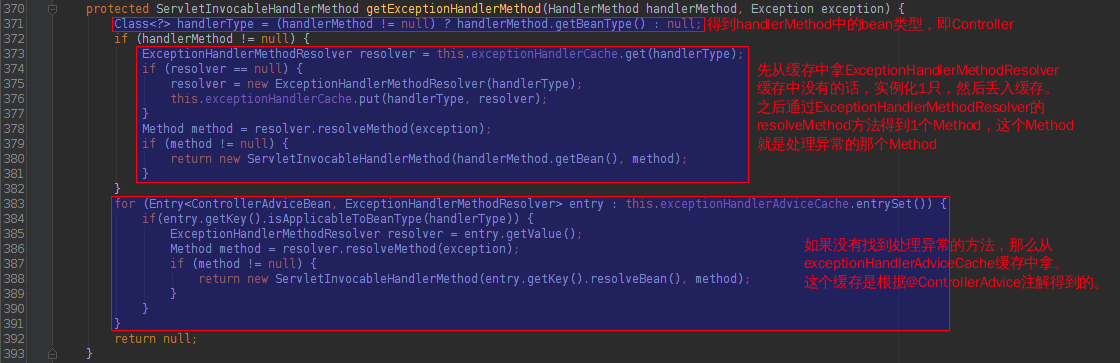 370 protected ServletInvocableHandlerMethod getExceptionHandlerMethod(HandlerMethod handlerMethod, Exception exception) {
371 Class<?> handlerType = (handlerMethod != null) ? handlerMethod.getBeanType() : null; 得到handlerMethod中的bean类型，即Controller
372 if (handlerMethod != null) {
373 ExceptionHandlerMethodResolver resolver = this.exceptionHandlerCache.get(handlerType);
374 if (resolver == null) { 先从缓存中拿ExceptionHandlerMethodResolver
375 resolver = new ExceptionHandlerMethodResolver(handlerType); 缓存中没有的话，实例化1只，然后丢入缓存。
376 this.exceptionHandlerCache.put(handlerType, resolver);
377 } 之后通过ExceptionHandlerMethodResolver的
378 Method method = resolver.resolveMethod(exception); resolveMethod方法得到1个Method，这个Method
379 if (method != null) { 就是处理异常的那个Method
380 return new ServletInvocableHandlerMethod(handlerMethod.getBean(), method);
381 }
382 }
383 for (Entry<ControllerAdviceBean, ExceptionHandlerMethodResolver> entry : this.exceptionHandlerAdviceCache.entrySet()) {
384 if(entry.getKey().isApplicableToBeanType(handlerType)) {
385 ExceptionHandlerMethodResolver resolver = entry.getValue();
386 Method method = resolver.resolveMethod(exception); 如果没有找到处理异常的方法，那么从
387 if (method != null) { exceptionHandlerAdviceCache缓存中拿。
388 return new ServletInvocableHandlerMethod(entry.getKey().resolveBean(), method); 这个缓存是根据@ControllerAdvice注解得到的。
389 }
390 }
391 }
392 return null;
393 }